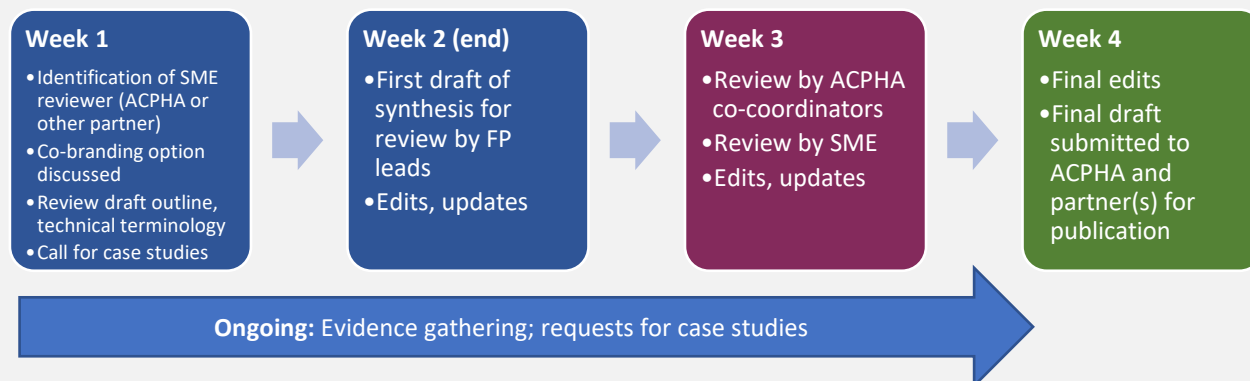 Week 1
•Identification of SME
reviewer (ACPHA or
other partner)
•Co-branding option
discussed
•Review draft outline,
technical terminology
•Call for case studies
Week 2 (end)
•First draft of
synthesis for
review by FP
leads
•Edits, updates
Week 3
•Review by ACPHA
co-coordinators
•Review by SME
•Edits, updates
Week 4
•Final edits
•Final draft
submitted to
ACPHA and
partner(s) for
publication
Ongoing: Evidence gathering; requests for case studies